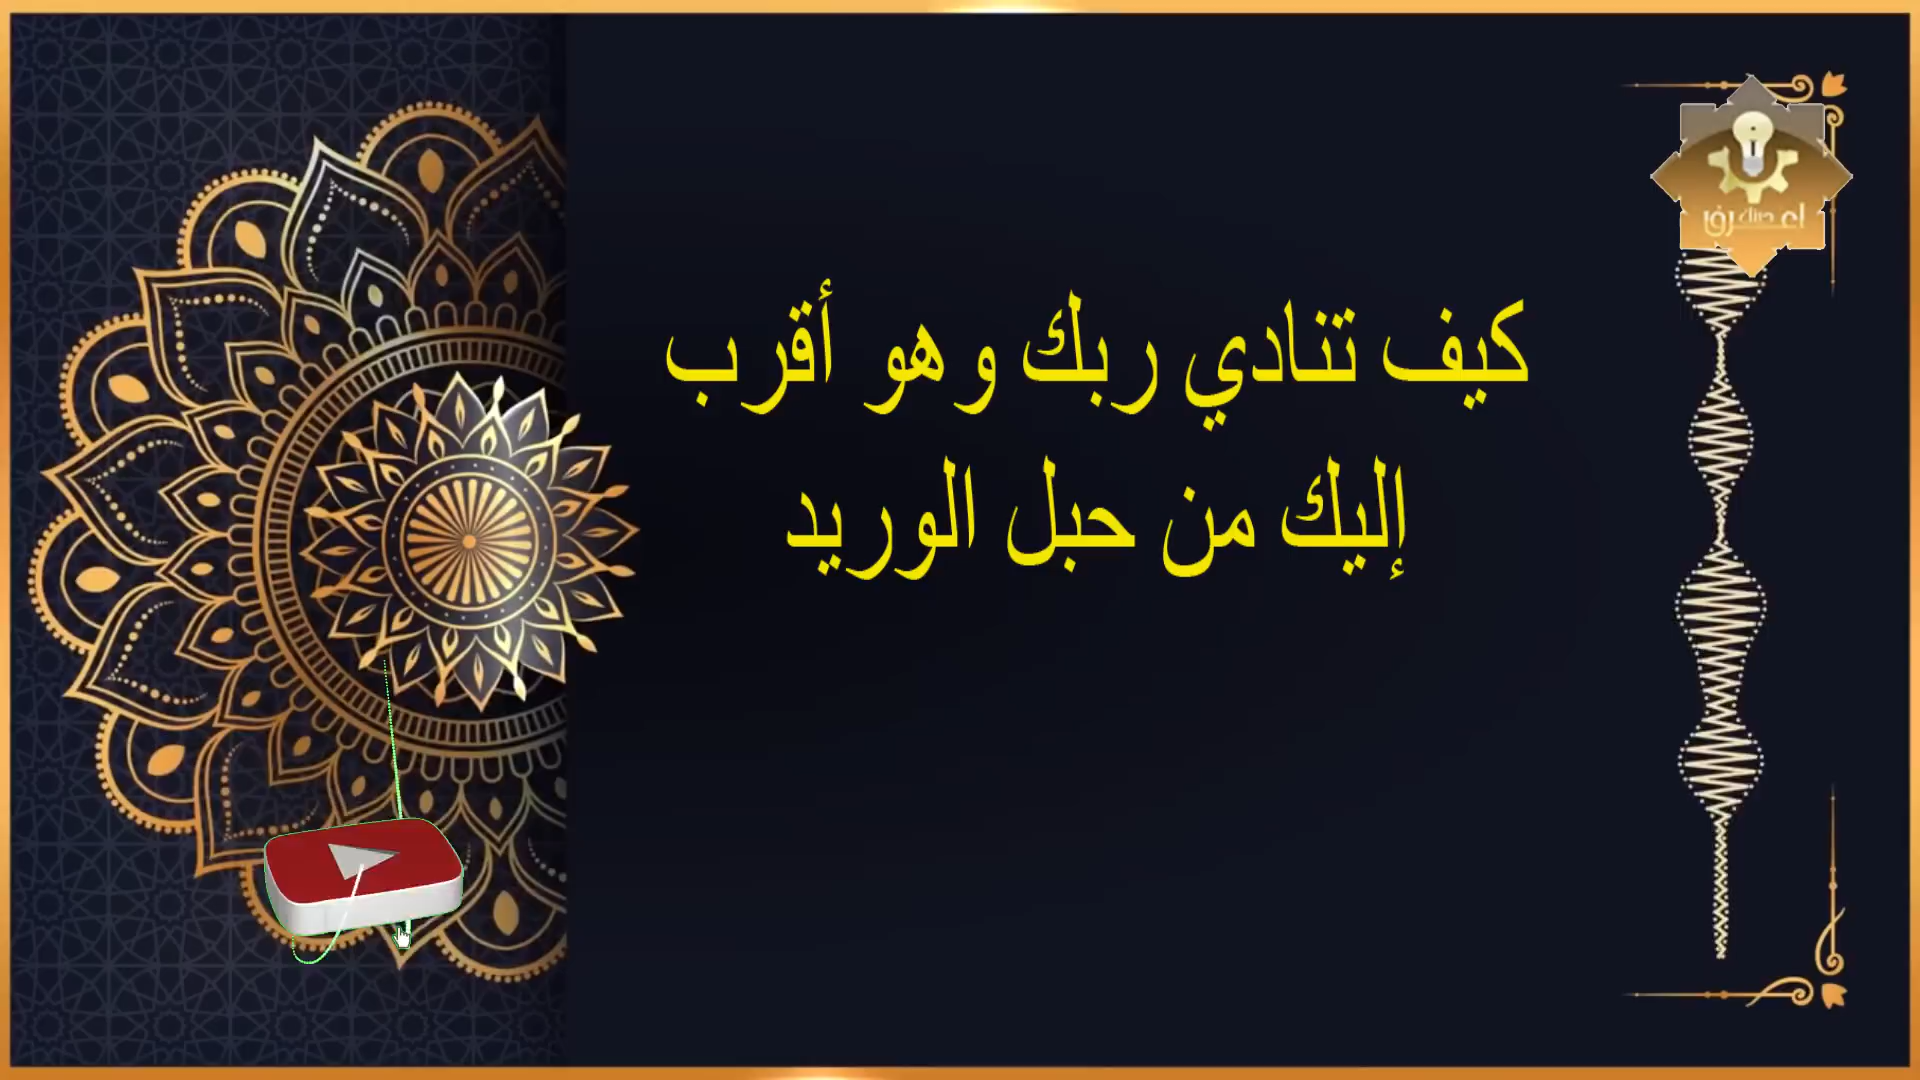 كيف تنادي ربك وهو أقرب
إليك من حبل الوريد